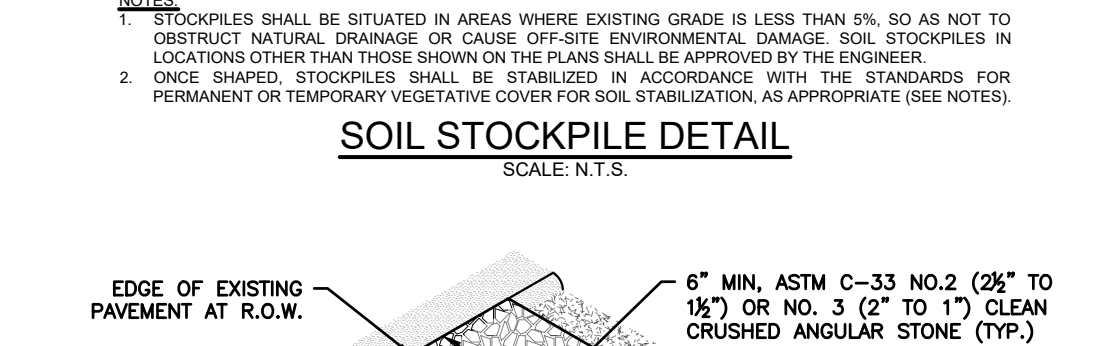 NOTES:
1. STOCKPILES SHALL BE SITUATED IN AREAS WHERE EXISTING GRADE IS LESS THAN 5%, SO AS NOT TO
OBSTRUCT NATURAL DRAINAGE OR CAUSE OFF-SITE ENVIRONMENTAL DAMAGE. SOIL STOCKPILES IN
LOCATIONS OTHER THAN THOSE SHOWN ON THE PLANS SHALL BE APPROVED BY THE ENGINEER.
2. ONCE SHAPED, STOCKPILES SHALL BE STABILIZED IN ACCORDANCE WITH THE STANDARDS FOR
PERMANENT OR TEMPORARY VEGETATIVE COVER FOR SOIL STABILIZATION, AS APPROPRIATE (SEE NOTES).
SOIL STOCKPILE DETAIL
SCALE: N.T.S.
EDGE OF EXISTING
PAVEMENT AT R.O.W.
6" MIN, ASTM C-33 NO.2 (2½" TO
1½") OR NO. 3 (2" TO 1") CLEAN
CRUSHED ANGULAR STONE (TYP.)